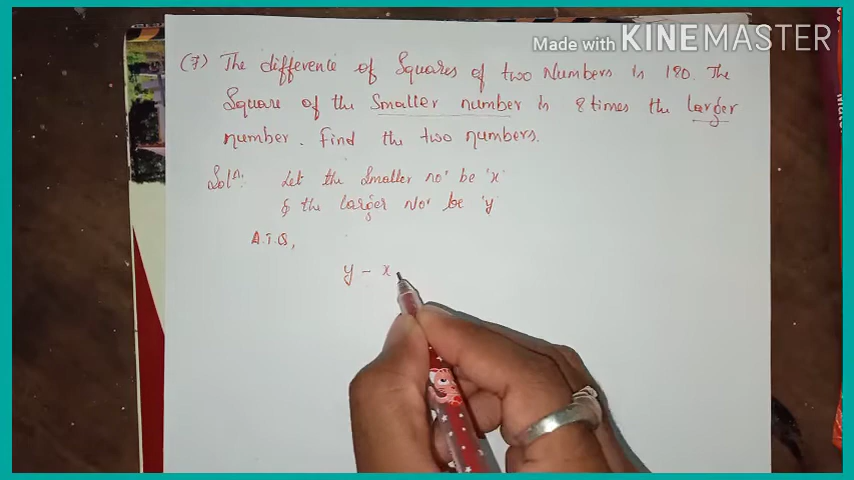 Made with KINEMASTER
(7) The difference of Squares of two Numbers is 180. The
Square of the Smaller number is 8 times the larger
number. Find the two numbers.
Solⁿ: Let the Smaller no' be 'x'
& the larger No' be 'y
A.T.Q,
y - x